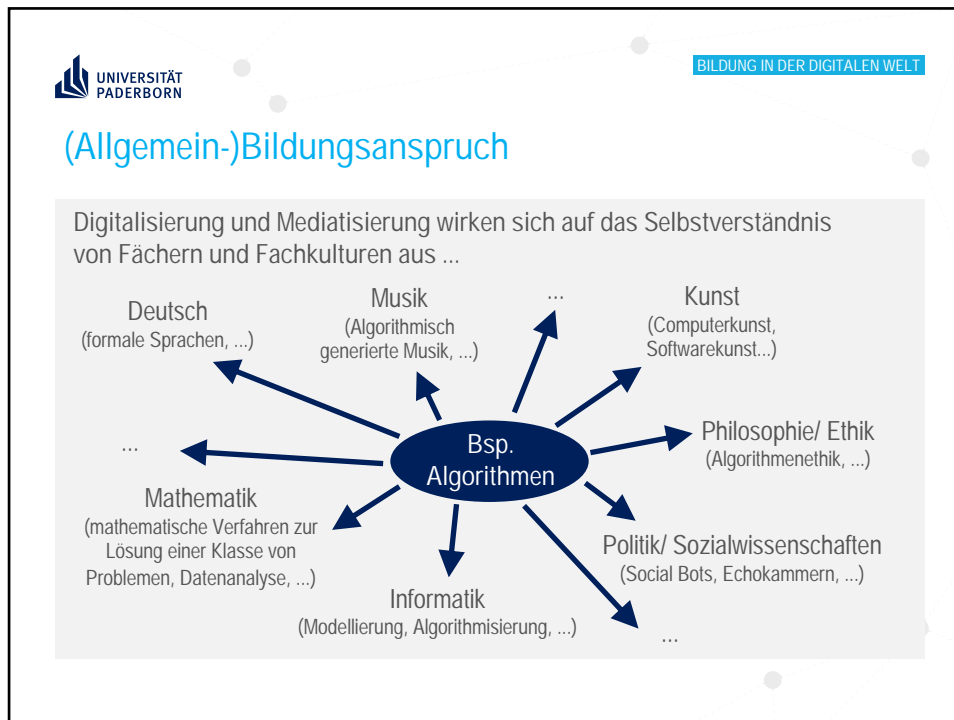 UNIVERSITÄT
PADERBORN
BILDUNG IN DER DIGITALEN WELT
(Allgemein-)Bildungsanspruch
Digitalisierung und Mediatisierung wirken sich auf das Selbstverständnis
von Fächern und Fachkulturen aus ...
Deutsch
(formale Sprachen, ...)
Musik
(Algorithmisch
generierte Musik, ...)
...
Kunst
(Computerkunst,
Softwarekunst...)
...
Bsp.
Algorithmen
Philosophie/ Ethik
(Algorithmenethik, ...)
Mathematik
(mathematische Verfahren zur
Lösung einer Klasse von
Problemen, Datenanalyse, ...)
Informatik
(Modellierung, Algorithmisierung, ...)
Politik/ Sozialwissenschaften
(Social Bots, Echokammern, ...)
...